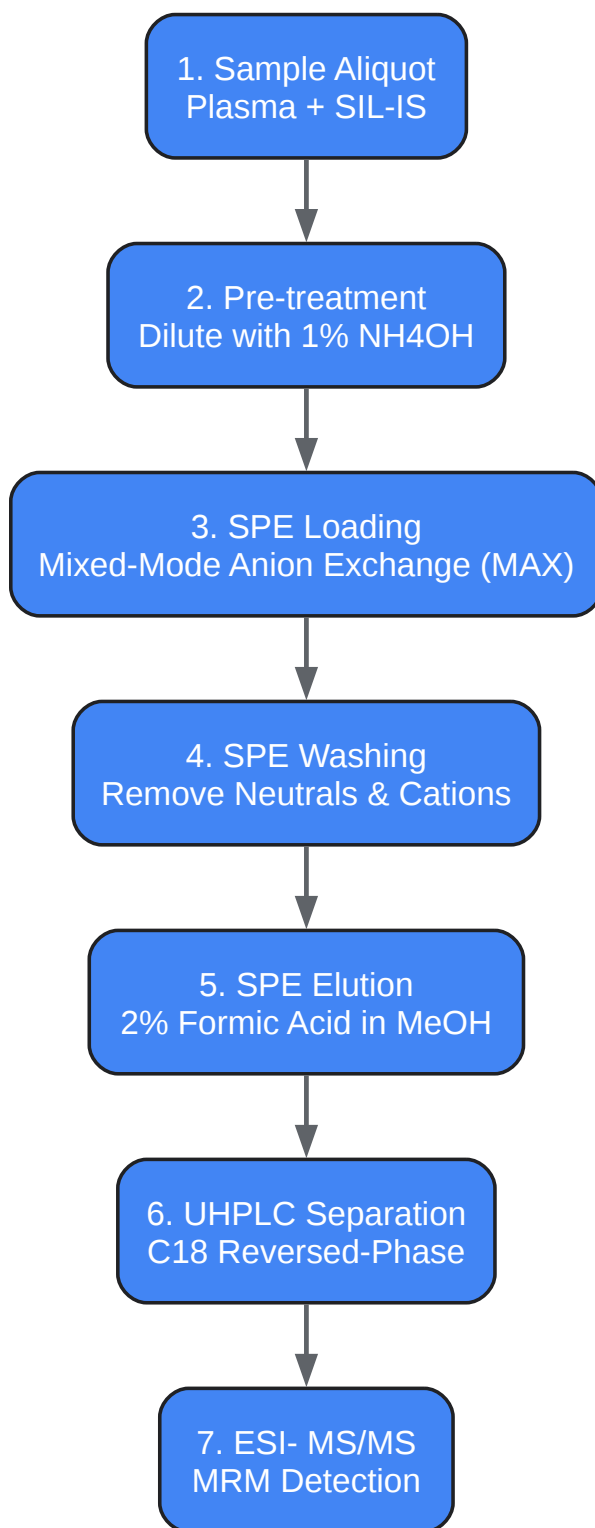 1. Sample Aliquot
Plasma + SIL-IS
2. Pre-treatment
Dilute with 1% NH4OH
3. SPE Loading
Mixed-Mode Anion Exchange (MAX)
4. SPE Washing
Remove Neutrals & Cations
5. SPE Elution
2% Formic Acid in MeOH
6. UHPLC Separation
C18 Reversed-Phase
7. ESI- MS/MS
MRM Detection